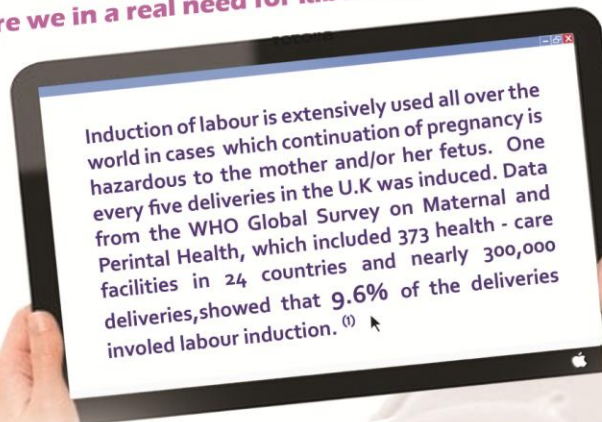 re we in a real need for
Induction of labour is extensively used all over the
world in cases which continuation of pregnancy is
hazardous to the mother and/or her fetus. One
every five deliveries in the U.K was induced. Data
from the WHO Global Survey on Maternal and
Perintal Health, which included 373 health - care
facilities in 24 countries and nearly 300,000
deliveries,showed that 9.6% of the deliveries
involed labour induction. (1)